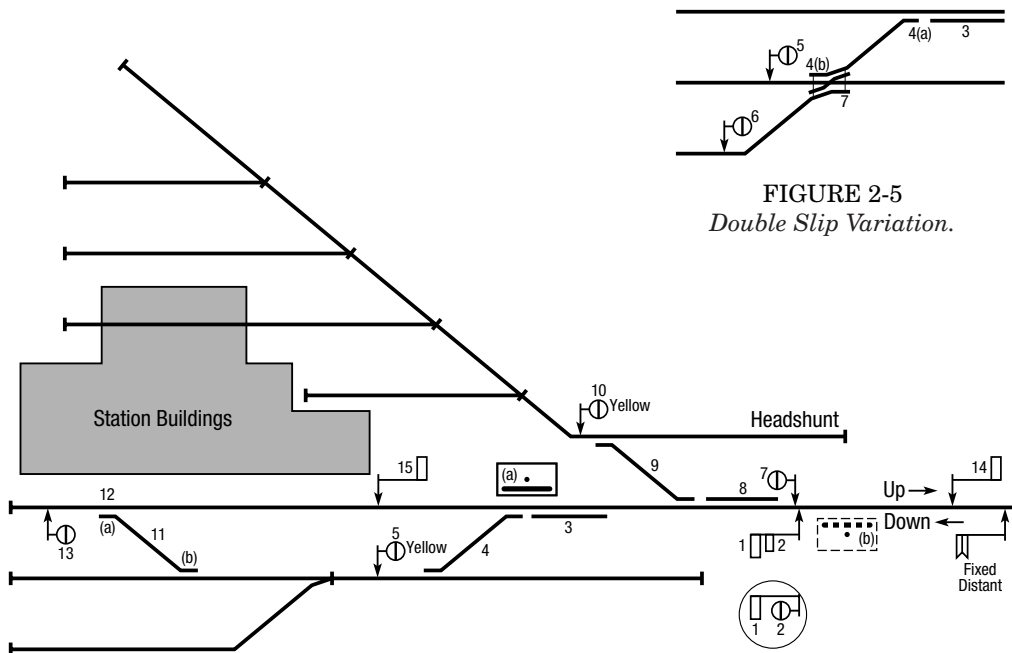 4(a) 3
5
4(b)
7
6
FIGURE 2-5
Double Slip Variation.
10
Yellow
Headshunt
Station Buildings
15
(a)
9
7
8
14
Up
12
Down
(a)
11
3
(b)
13
(b)
5
Yellow
4
1 2
Fixed
Distant
1 2